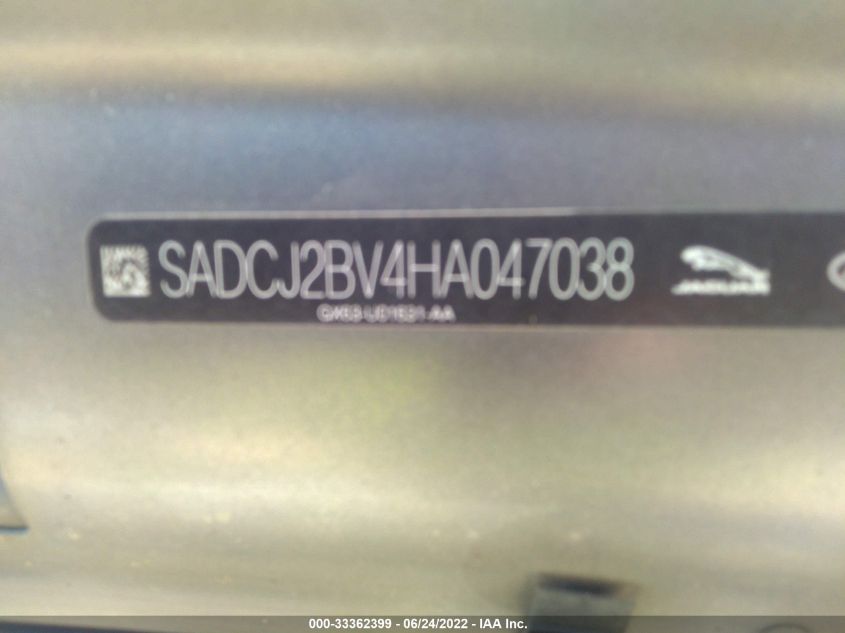 SADCJ2BV4HA047038
JAGUAR
000-33362399 - 06/24/2022 - IAA Inc.